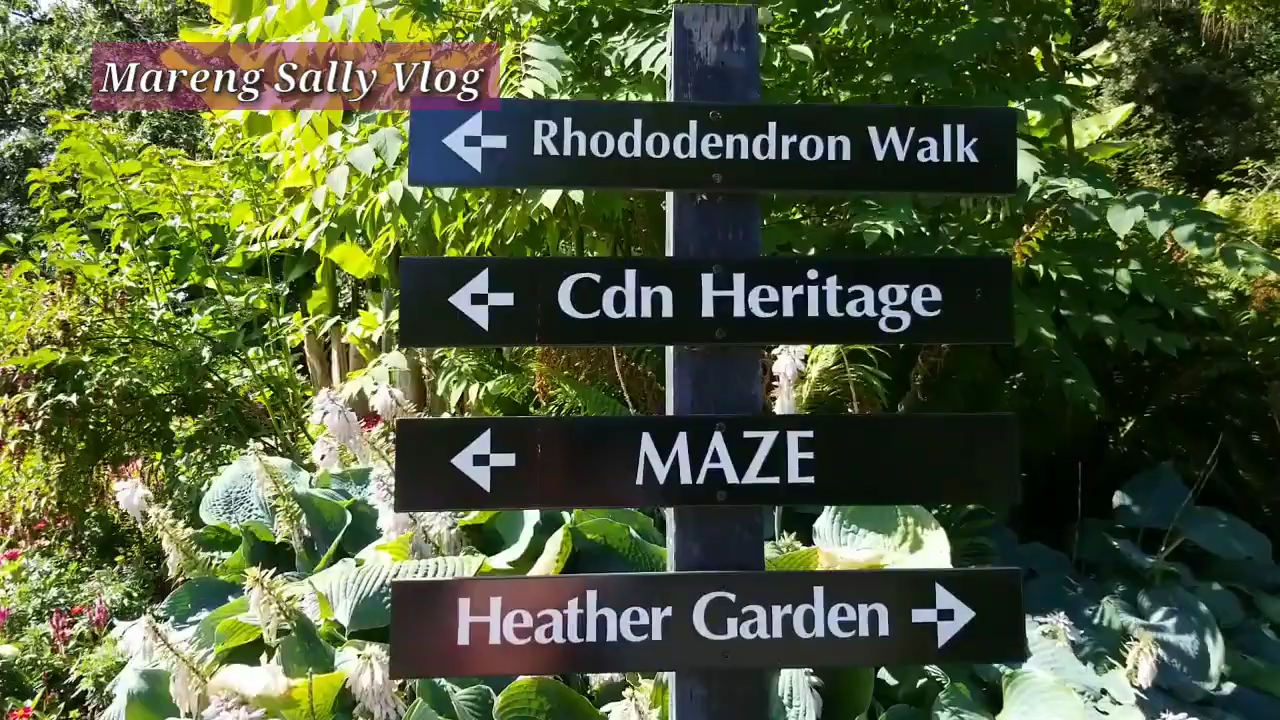 Mareng Sally Vlog
Rhododendron Walk
Cdn Heritage
MAZE
Heather Garden